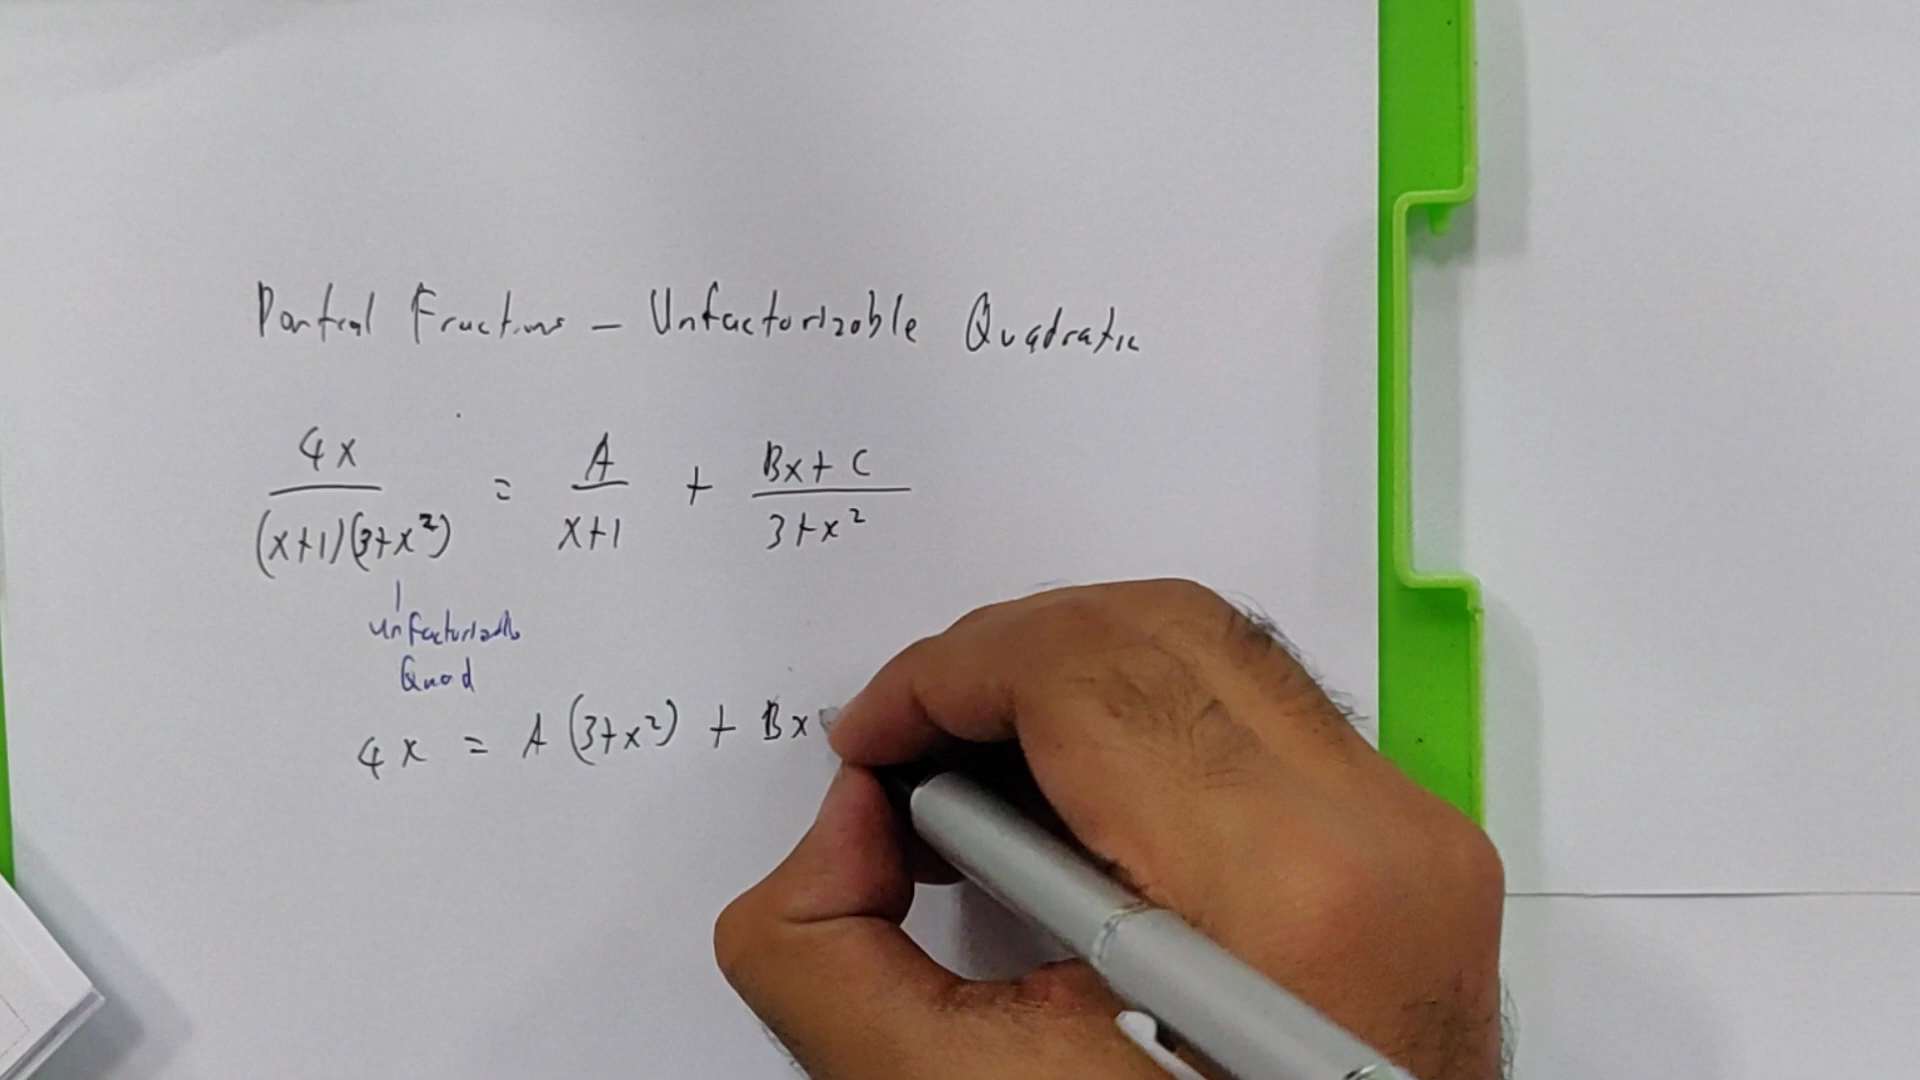 Partial Fractions – Unfactorizable Quadratic
4x / (x+1)(3+x²) = A / x+1 + Bx + C / 3+x²
unfactorizable
Quad
4x = A (3+x²) + Bx